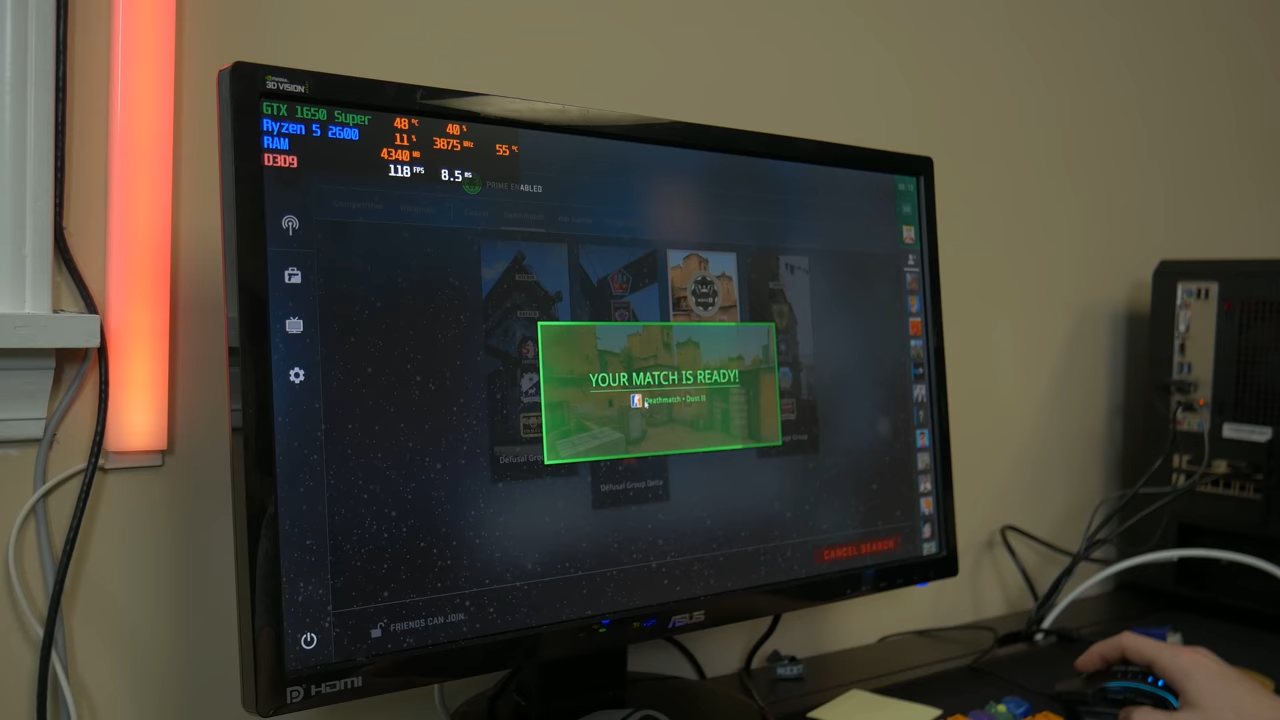 NVIDIA
3D VISION
GTX 1650 Super 48 °C 40 %
Ryzen 5 2600 11 % 3875 MHz 55 °C
RAM 4340 MB
D3D9 118 FPS 8.5 ms
PRIME ENABLED
Competitive
YOUR MATCH IS READY!
Deathmatch • Dust II
Defusal Group Delta
CANCEL SEARCH
FRIENDS CAN JOIN
ASUS
HDMI